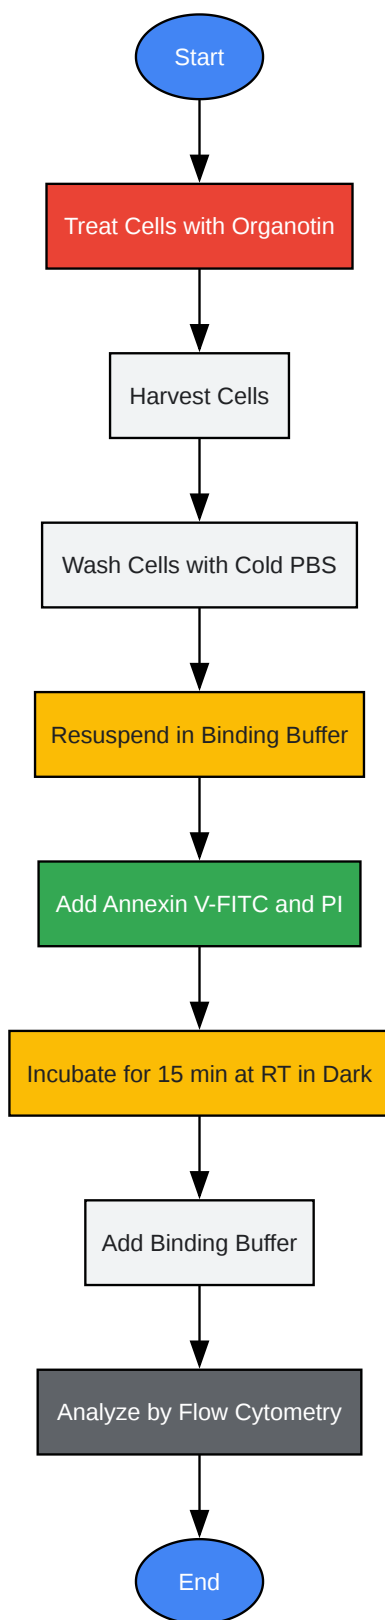 Start
Treat Cells with Organotin
Harvest Cells
Wash Cells with Cold PBS
Resuspend in Binding Buffer
Add Annexin V-FITC and PI
Incubate for 15 min at RT in Dark
Add Binding Buffer
Analyze by Flow Cytometry
End